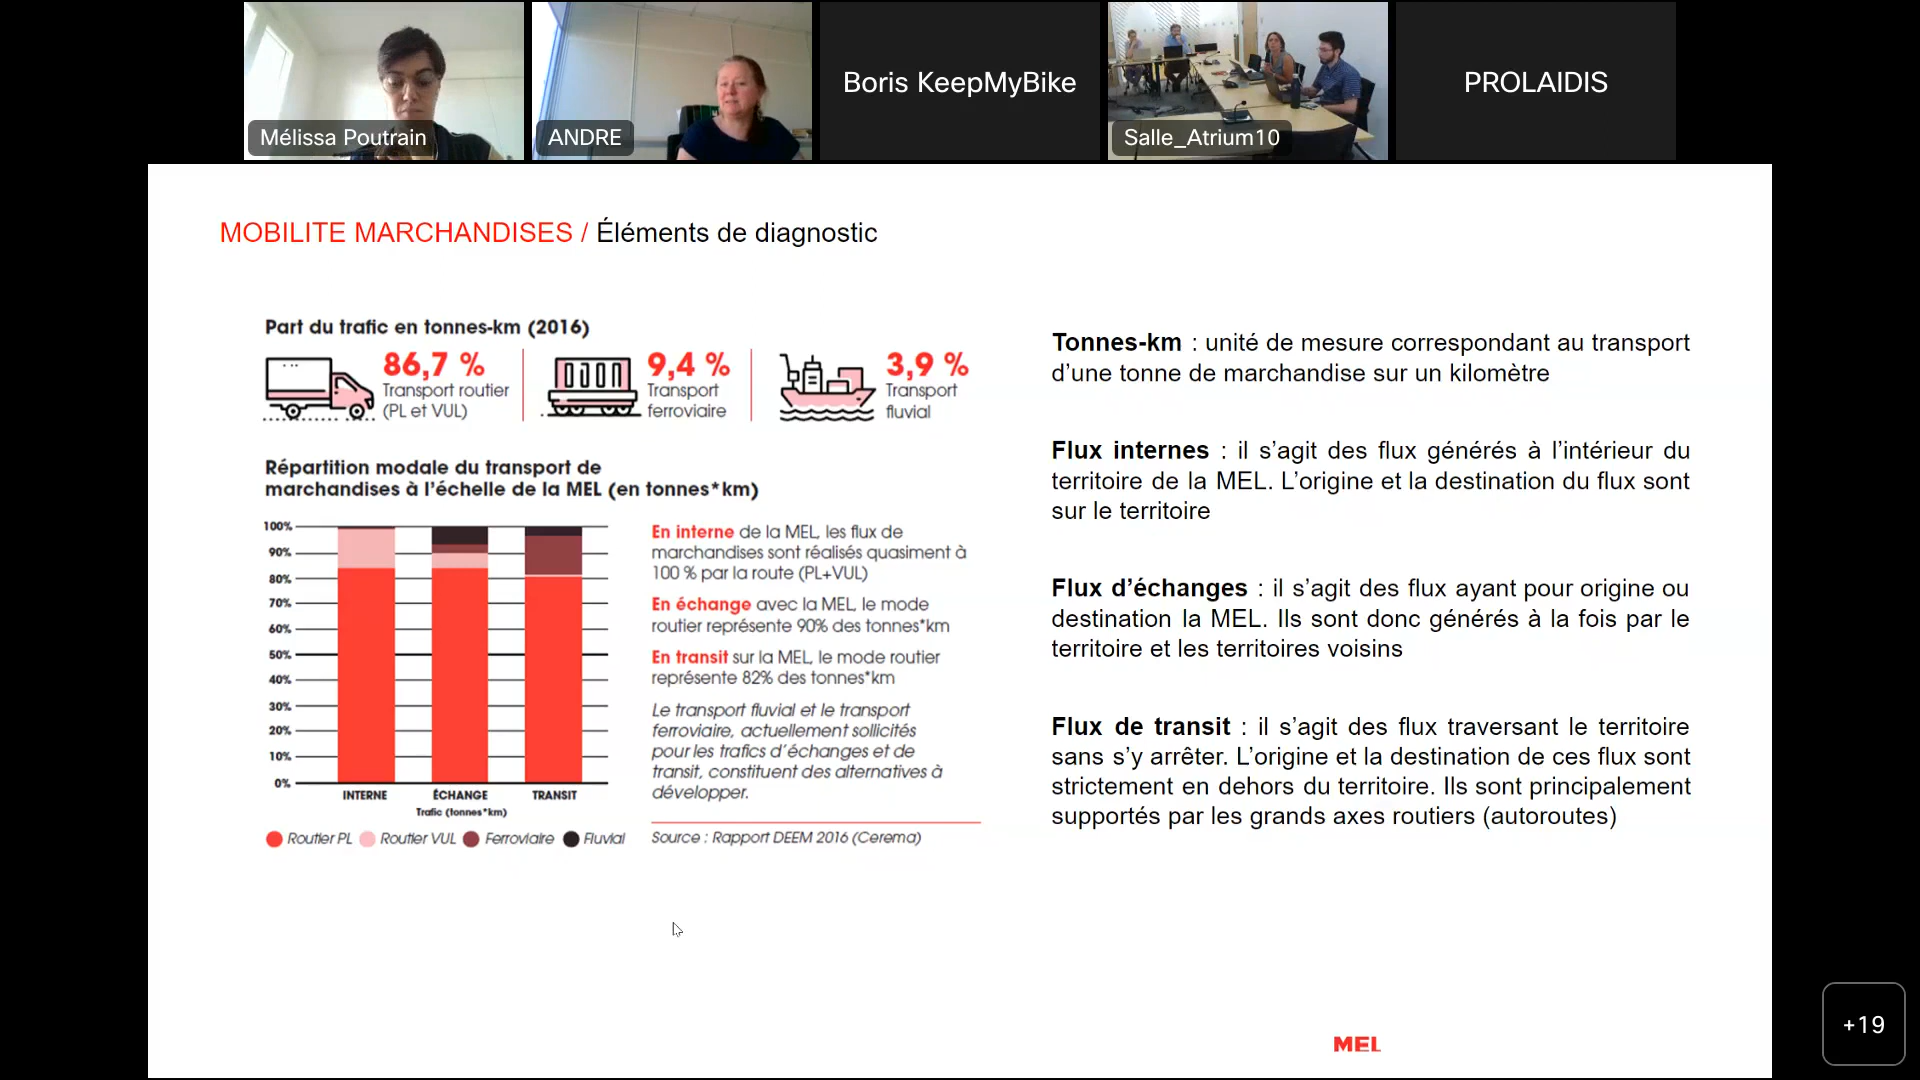 Mélissa Poutrain
ANDRE
Boris KeepMyBike
Salle_Atrium10
PROLAIDIS
MOBILITE MARCHANDISES / Éléments de diagnostic
Part du trafic en tonnes-km (2016)
86,7 %
Transport routier
(PL et VUL)
9,4 %
Transport
ferroviaire
3,9 %
Transport
fluvial
Répartition modale du transport de
marchandises à l'échelle de la MEL (en tonnes*km)
100%
90%
80%
70%
60%
50%
40%
30%
20%
10%
0%
INTERNE
ÉCHANGE
TRANSIT
Trafic (tonnes*km)
Routier PL
Routier VUL
Ferroviaire
Fluvial
En interne de la MEL, les flux de
marchandises sont réalisés quasiment à
100 % par la route (PL+VUL)
En échange avec la MEL, le mode
routier représente 90% des tonnes*km
En transit sur la MEL, le mode routier
représente 82% des tonnes*km
Le transport fluvial et le transport
ferroviaire, actuellement sollicités
pour les trafics d'échanges et de
transit, constituent des alternatives à
développer.
Source : Rapport DEEM 2016 (Cerema)
Tonnes-km : unité de mesure correspondant au transport
d'une tonne de marchandise sur un kilomètre
Flux internes : il s'agit des flux générés à l'intérieur du
territoire de la MEL. L'origine et la destination du flux sont
sur le territoire
Flux d'échanges : il s'agit des flux ayant pour origine ou
destination la MEL. Ils sont donc générés à la fois par le
territoire et les territoires voisins
Flux de transit : il s'agit des flux traversant le territoire
sans s'y arrêter. L'origine et la destination de ces flux sont
strictement en dehors du territoire. Ils sont principalement
supportés par les grands axes routiers (autoroutes)
MEL
+19